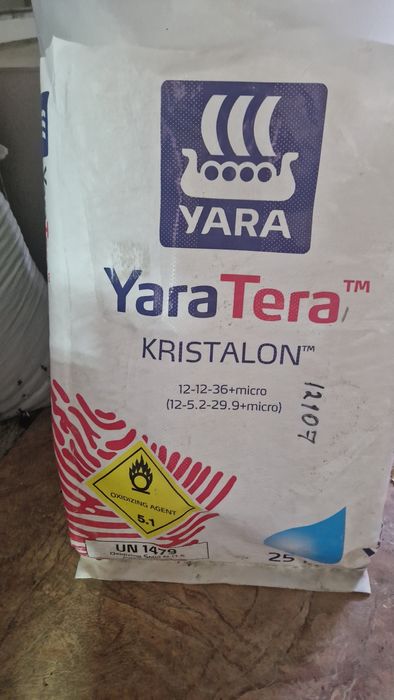 YARA
YaraTera™
KRISTALON™
12-12-36+micro
(12-5.2-29.9+micro)
12107
OXIDIZING AGENT
5.1
UN 1479
25